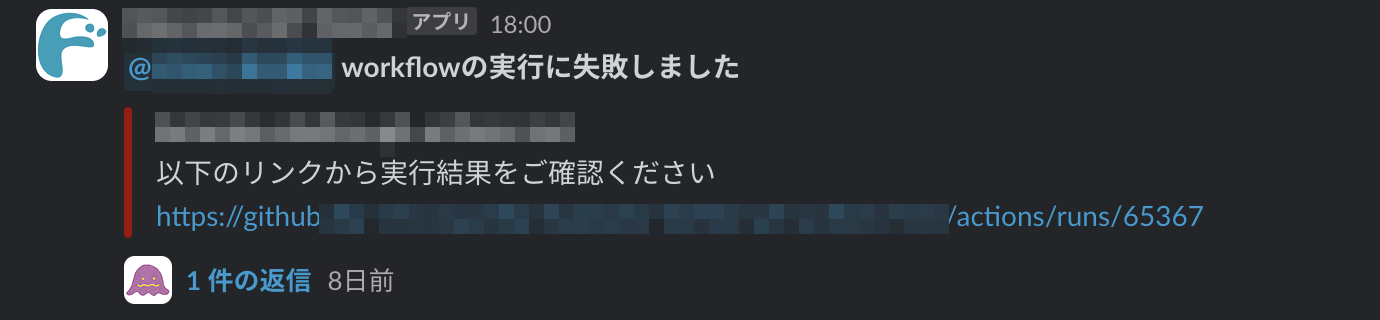 アプリ 18:00
@ workflowの実行に失敗しました
以下のリンクから実行結果をご確認ください
https://github /actions/runs/65367
1 件の返信 8日前